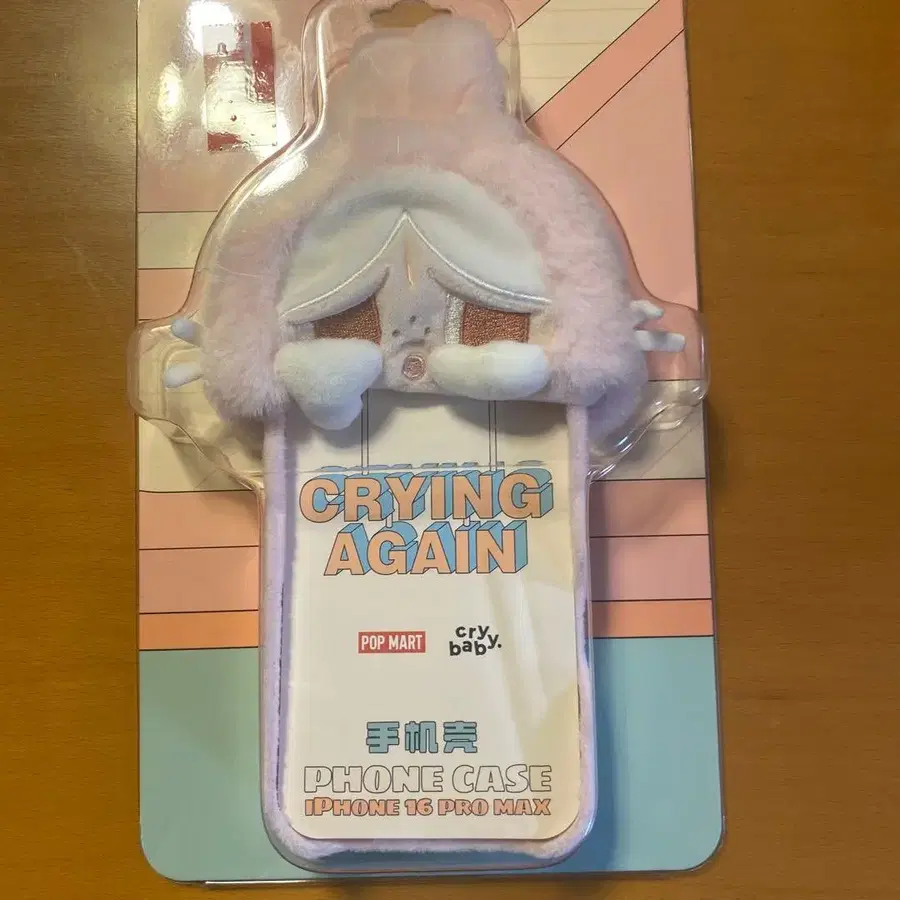 CRYING
AGAIN
POP MART
cry
baby.
手机壳
PHONE CASE
IPHONE 16 PRO MAX